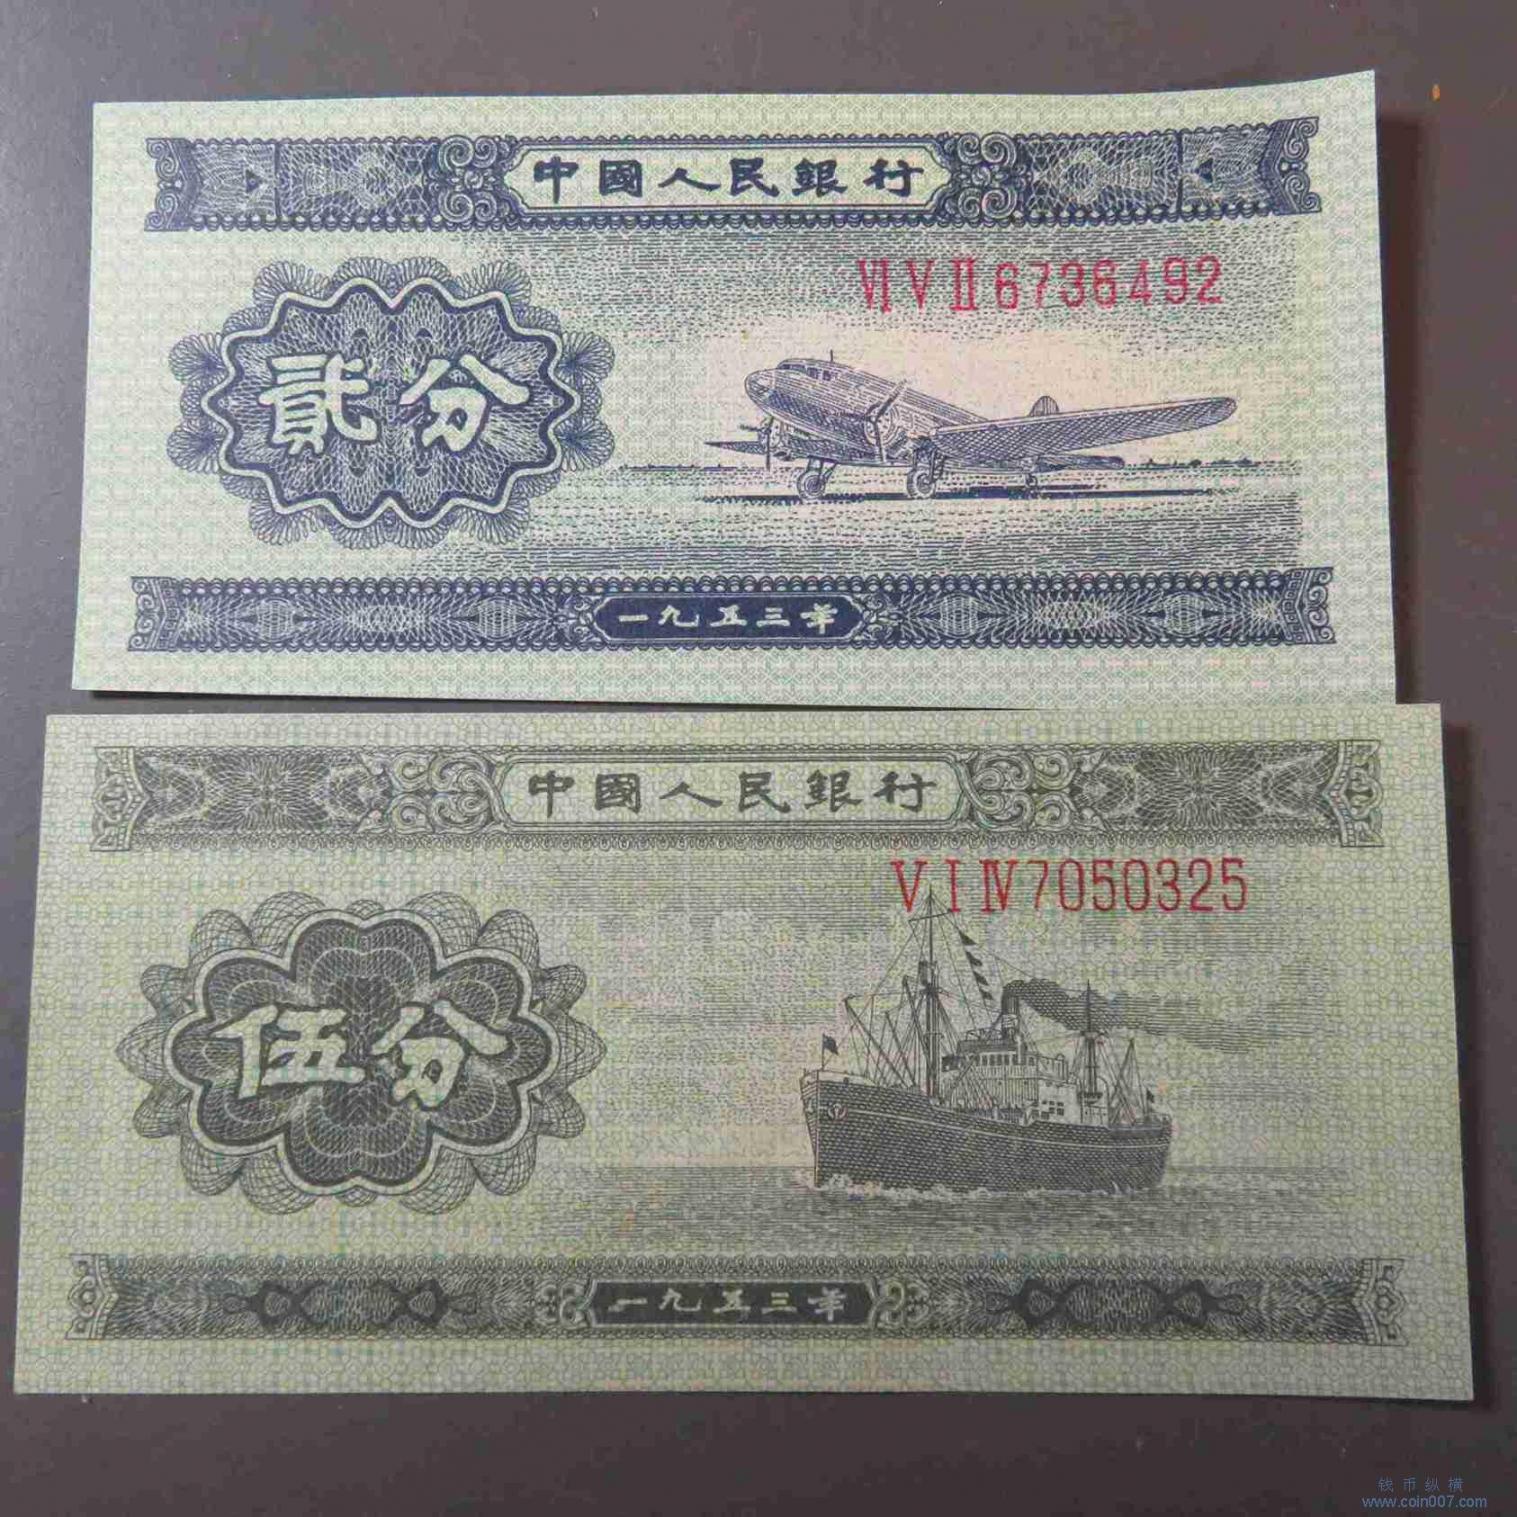 中國人民銀行
ⅥⅤⅡ6736492
貳分
一九五三年
中國人民銀行
ⅤⅠⅣ7050325
伍分
一九五三年
钱币纵横
www.coin007.com